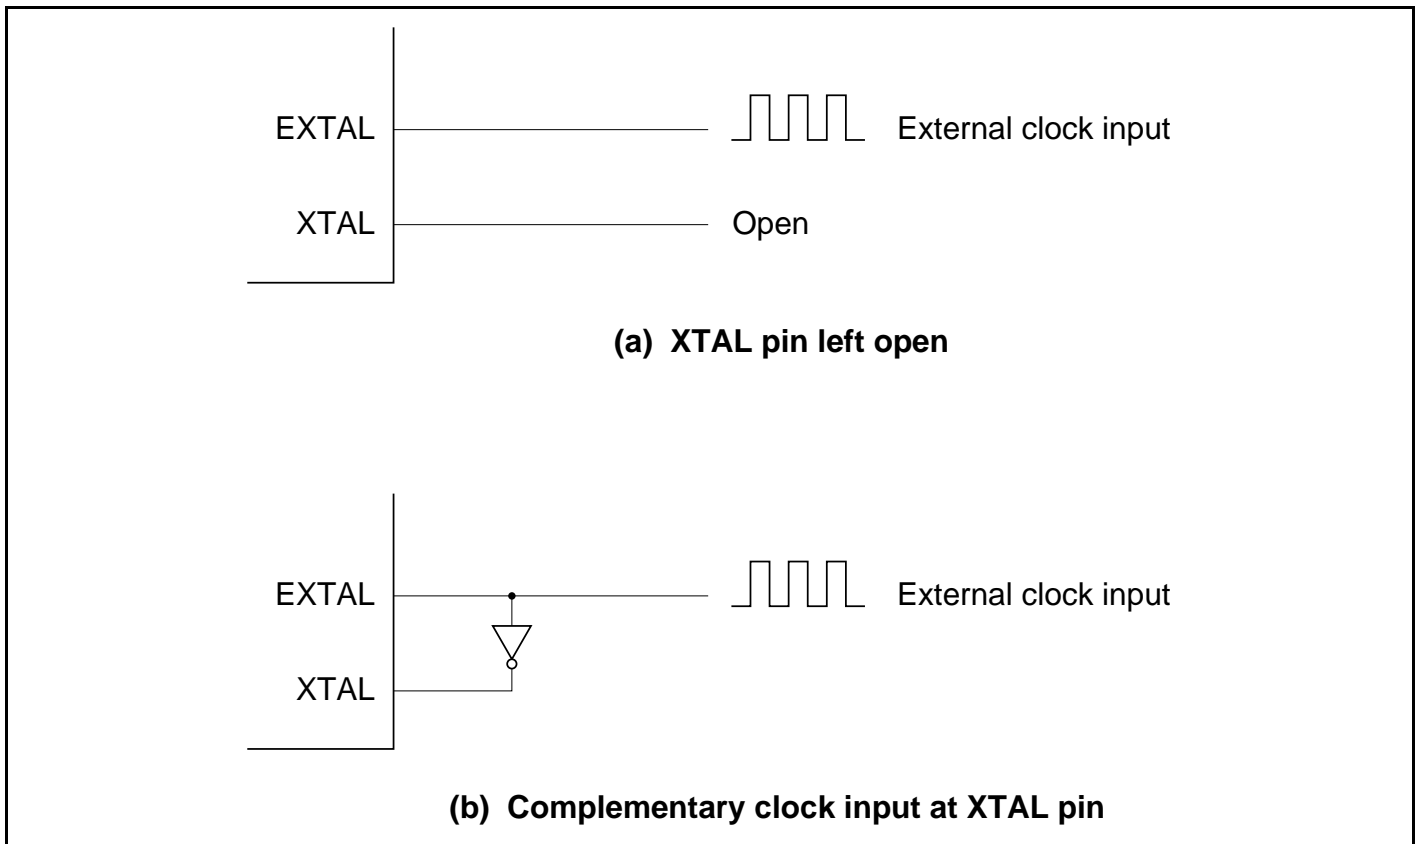 EXTAL
External clock input
XTAL
Open
(a) XTAL pin left open
EXTAL
External clock input
XTAL
(b) Complementary clock input at XTAL pin